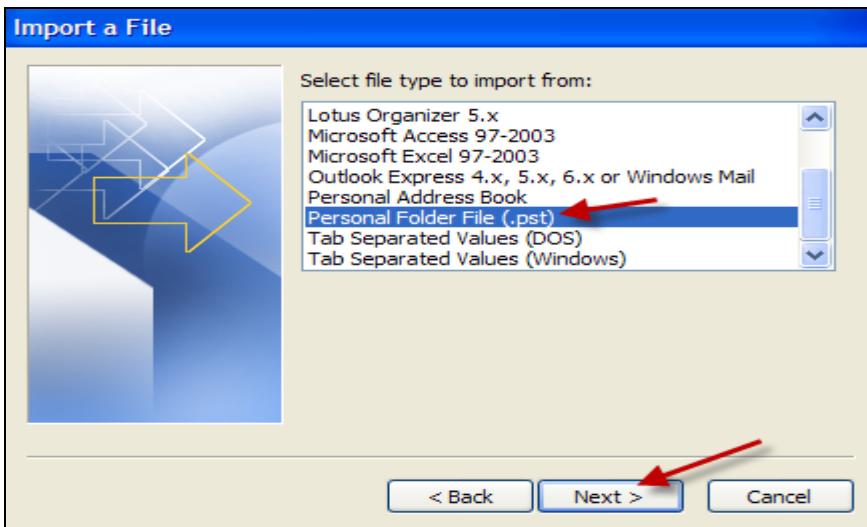 Import a File
Select file type to import from:
Lotus Organizer 5.x
Microsoft Access 97-2003
Microsoft Excel 97-2003
Outlook Express 4.x, 5.x, 6.x or Windows Mail
Personal Address Book
Personal Folder File (.pst)
Tab Separated Values (DOS)
Tab Separated Values (Windows)
< Back Next > Cancel